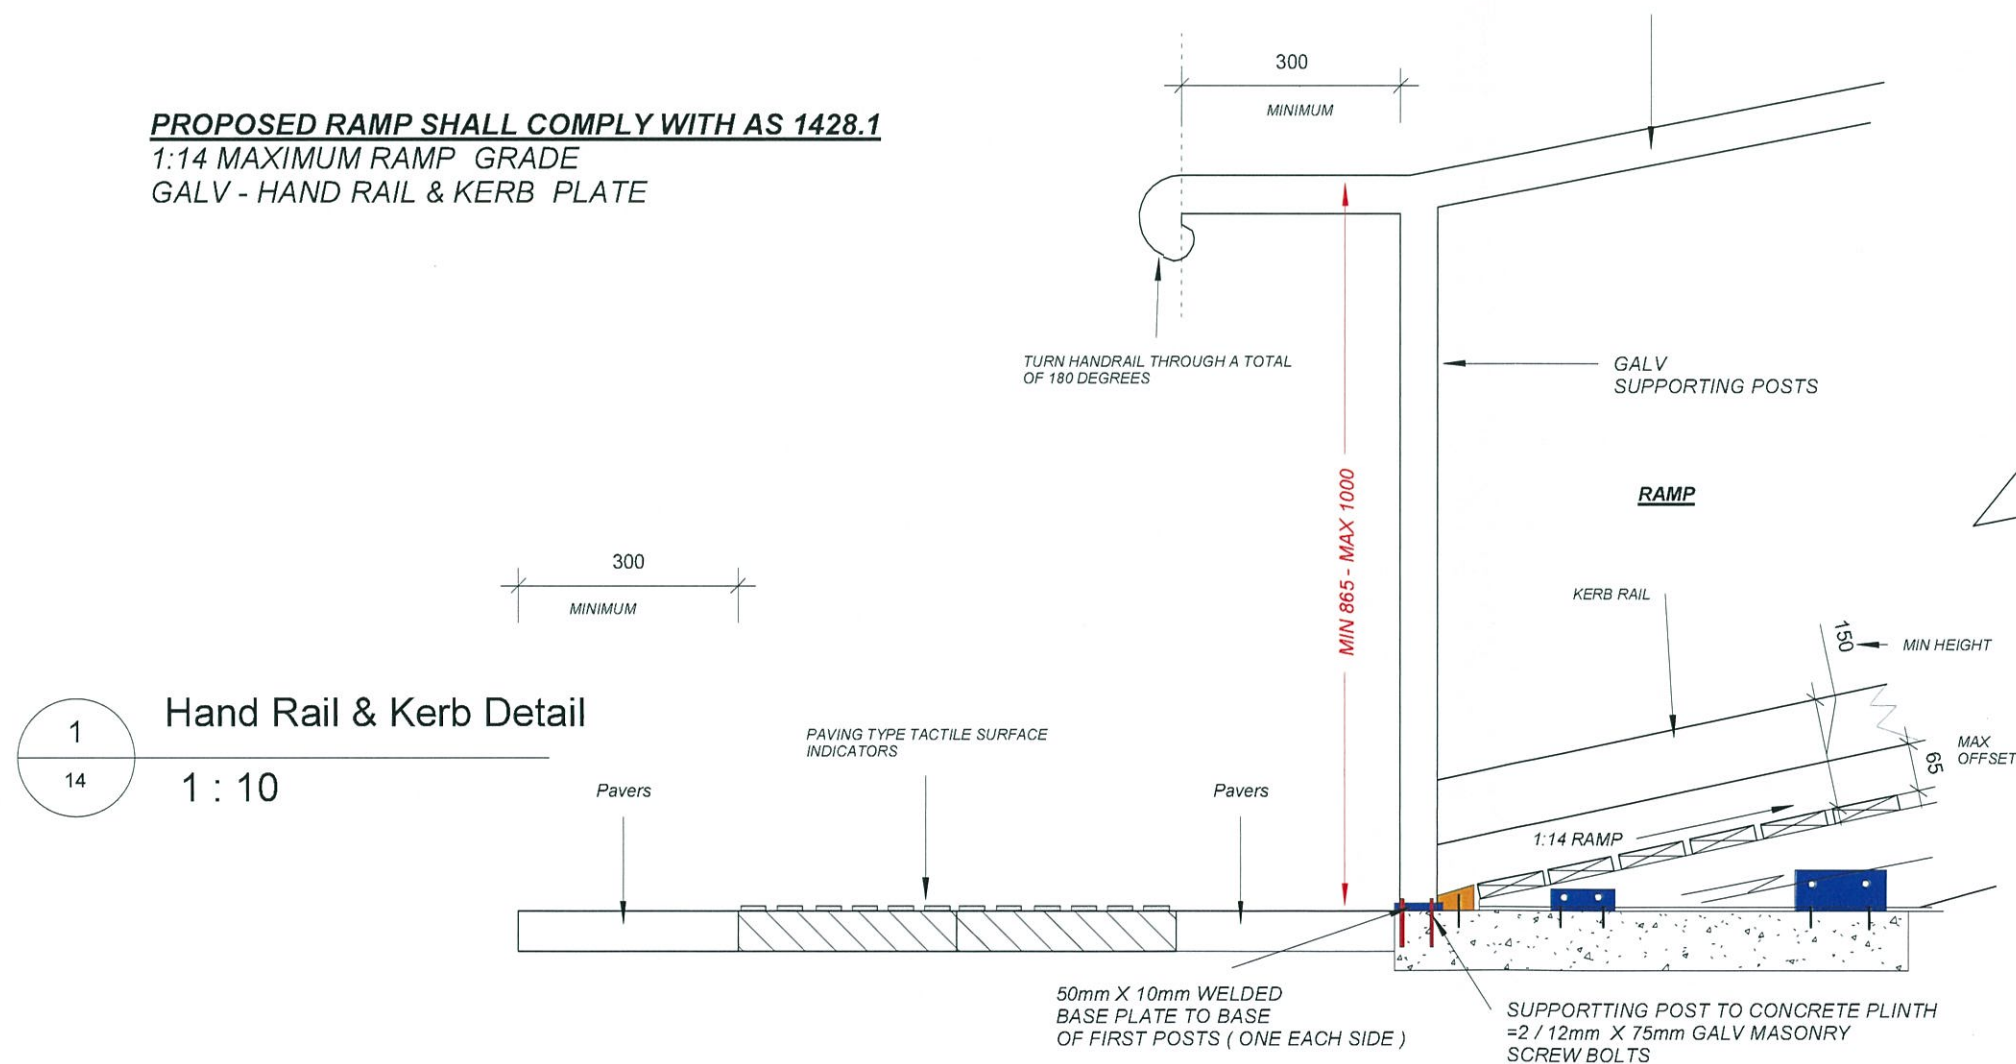 300
MINIMUM
PROPOSED RAMP SHALL COMPLY WITH AS 1428.1
1:14 MAXIMUM RAMP GRADE
GALV - HAND RAIL & KERB PLATE
TURN HANDRAIL THROUGH A TOTAL
OF 180 DEGREES
GALV
SUPPORTING POSTS
MIN 865 - MAX 1000
RAMP
300
MINIMUM
KERB RAIL
150
MIN HEIGHT
1
14
Hand Rail & Kerb Detail
1 : 10
PAVING TYPE TACTILE SURFACE
INDICATORS
MAX
OFFSET
65
Pavers
Pavers
1:14 RAMP
50mm X 10mm WELDED
BASE PLATE TO BASE
OF FIRST POSTS ( ONE EACH SIDE )
SUPPORTTING POST TO CONCRETE PLINTH
=2 / 12mm X 75mm GALV MASONRY
SCREW BOLTS